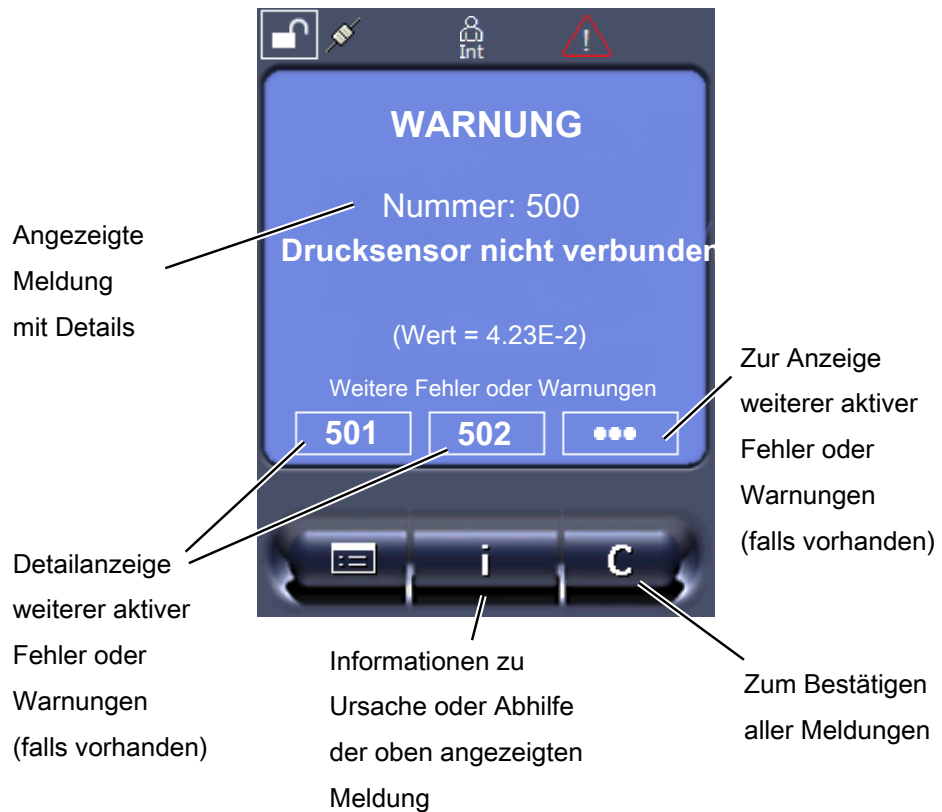 Int
WARNUNG
Nummer: 500
Drucksensor nicht verbunden
(Wert = 4.23E-2)
Weitere Fehler oder Warnungen
501
502
•••
i
C
Angezeigte
Meldung
mit Details
Zur Anzeige
weiterer aktiver
Fehler oder
Warnungen
(falls vorhanden)
Detailanzeige
weiterer aktiver
Fehler oder
Warnungen
(falls vorhanden)
Informationen zu
Ursache oder Abhilfe
der oben angezeigten
Meldung
Zum Bestätigen
aller Meldungen